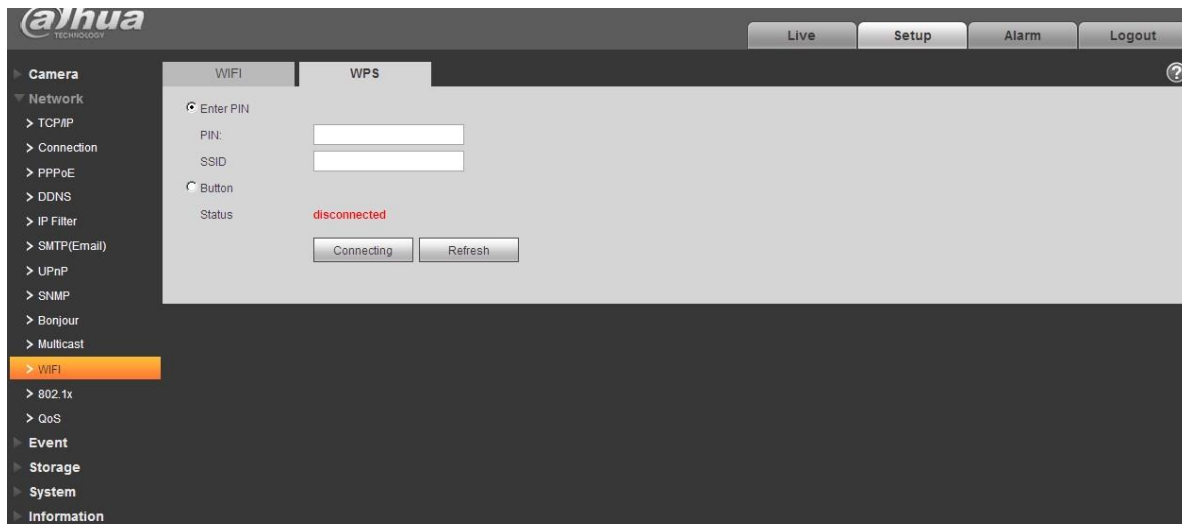 alhua
TECHNOLOGY
Live
Setup
Alarm
Logout
Camera
Network
> TCP/IP
> Connection
> PPPoE
> DDNS
> IP Filter
> SMTP(Email)
> UPnP
> SNMP
> Bonjour
> Multicast
> WIFI
> 802.1x
> QoS
Event
Storage
System
Information
WIFI
WPS
?
Enter PIN
PIN:
SSID
Button
Status disconnected
Connecting Refresh